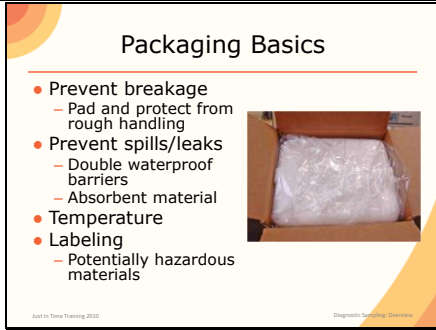 Packaging Basics
● Prevent breakage
– Pad and protect from
rough handling
● Prevent spills/leaks
– Double waterproof
barriers
– Absorbent material
● Temperature
● Labeling
– Potentially hazardous
materials
Just In Time Training 2010
Diagnostic Sampling: Overview